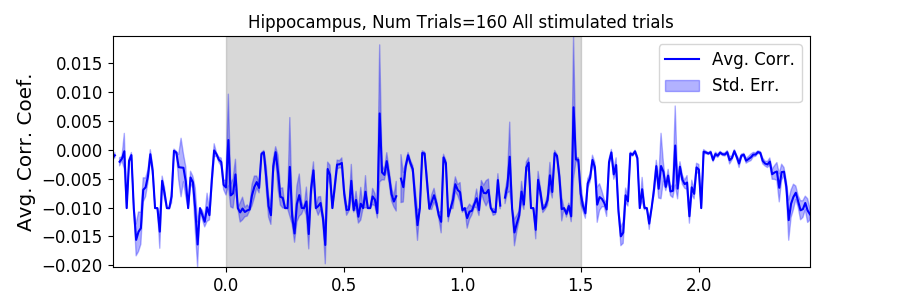 Hippocampus, Num Trials=160 All stimulated trials
Avg. Corr. Coef.
0.015
0.010
0.005
0.000
−0.005
−0.010
−0.015
−0.020
Avg. Corr.
Std. Err.
0.0 0.5 1.0 1.5 2.0